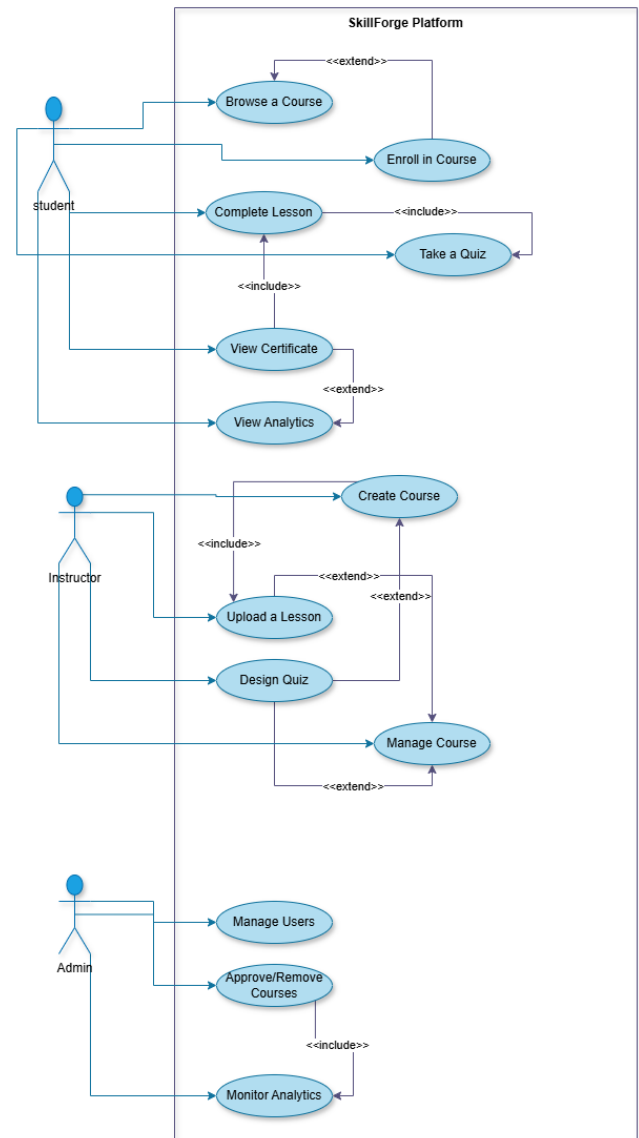 SkillForge Platform
<<extend>>
Browse a Course
Enroll in Course
student
Complete Lesson
<<include>>
Take a Quiz
<<include>>
View Certificate
<<extend>>
View Analytics
Create Course
<<include>>
Instructor
<<extend>>
<<extend>>
Upload a Lesson
Design Quiz
Manage Course
<<extend>>
Manage Users
Admin
Approve/Remove
Courses
<<include>>
Monitor Analytics